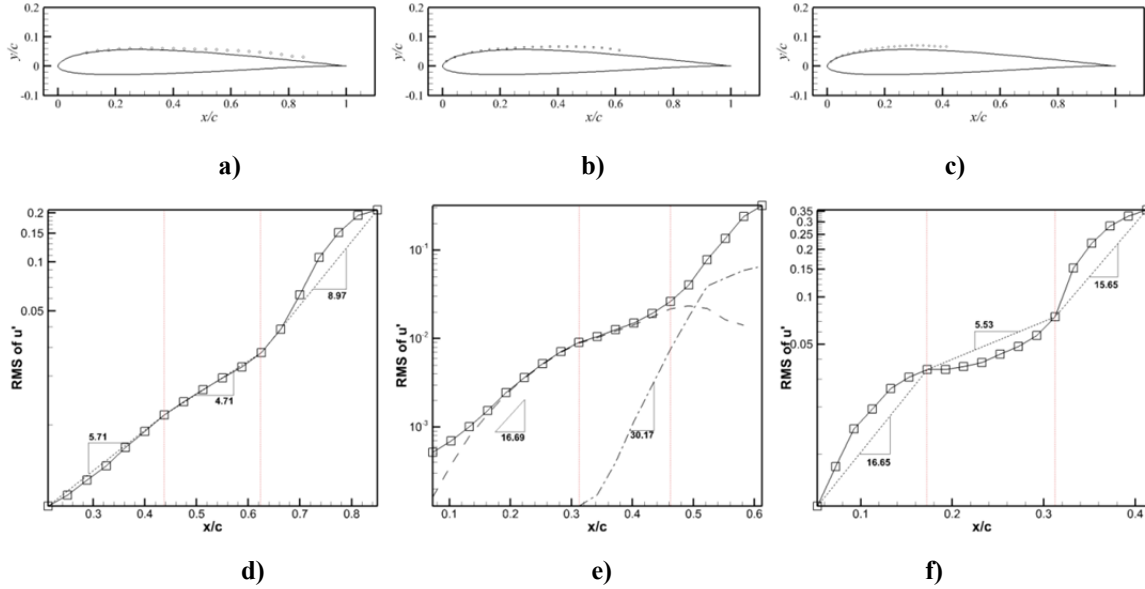 0.2
0.1
0
-0.1
y/c
0 0.2 0.4 0.6 0.8 1
x/c
a)
0.2
0.1
0
-0.1
y/c
0 0.2 0.4 0.6 0.8 1
x/c
b)
0.2
0.1
0
-0.1
y/c
0 0.2 0.4 0.6 0.8 1
x/c
c)
0.2
0.15
0.1
0.05
RMS of u'
5.71
4.71
8.97
0.3 0.4 0.5 0.6 0.7 0.8
x/c
d)
10-1
10-2
10-3
RMS of u'
16.69
30.17
0.1 0.2 0.3 0.4 0.5 0.6
x/c
e)
0.35
0.3
0.25
0.2
0.15
0.1
0.05
RMS of u'
16.65
5.53
15.65
0.1 0.2 0.3 0.4
x/c
f)